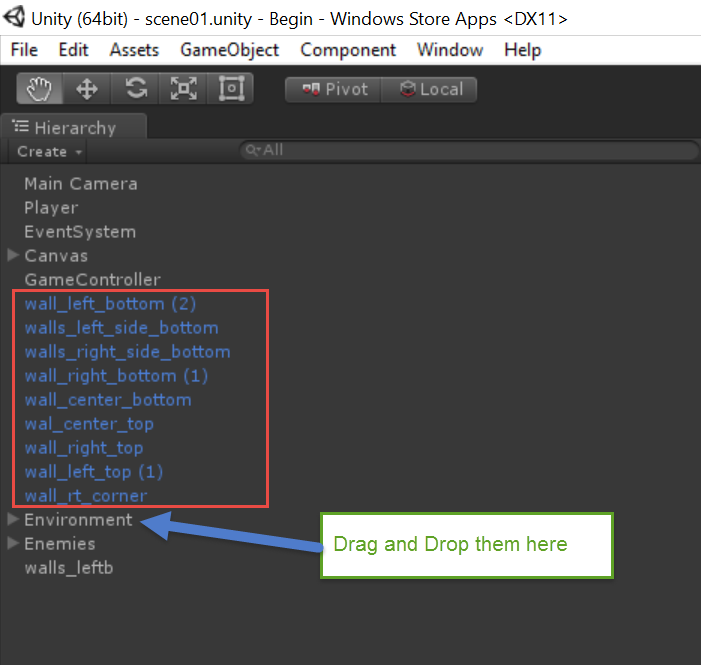 Unity (64bit) - scene01.unity - Begin - Windows Store Apps <DX11>
File Edit Assets GameObject Component Window Help
Pivot Local
Hierarchy
Create All
Main Camera
Player
EventSystem
Canvas
GameController
wall_left_bottom (2)
walls_left_side_bottom
walls_right_side_bottom
wall_right_bottom (1)
wall_center_bottom
wal_center_top
wall_right_top
wall_left_top (1)
wall_rt_corner
Environment
Drag and Drop them here
Enemies
walls_leftb